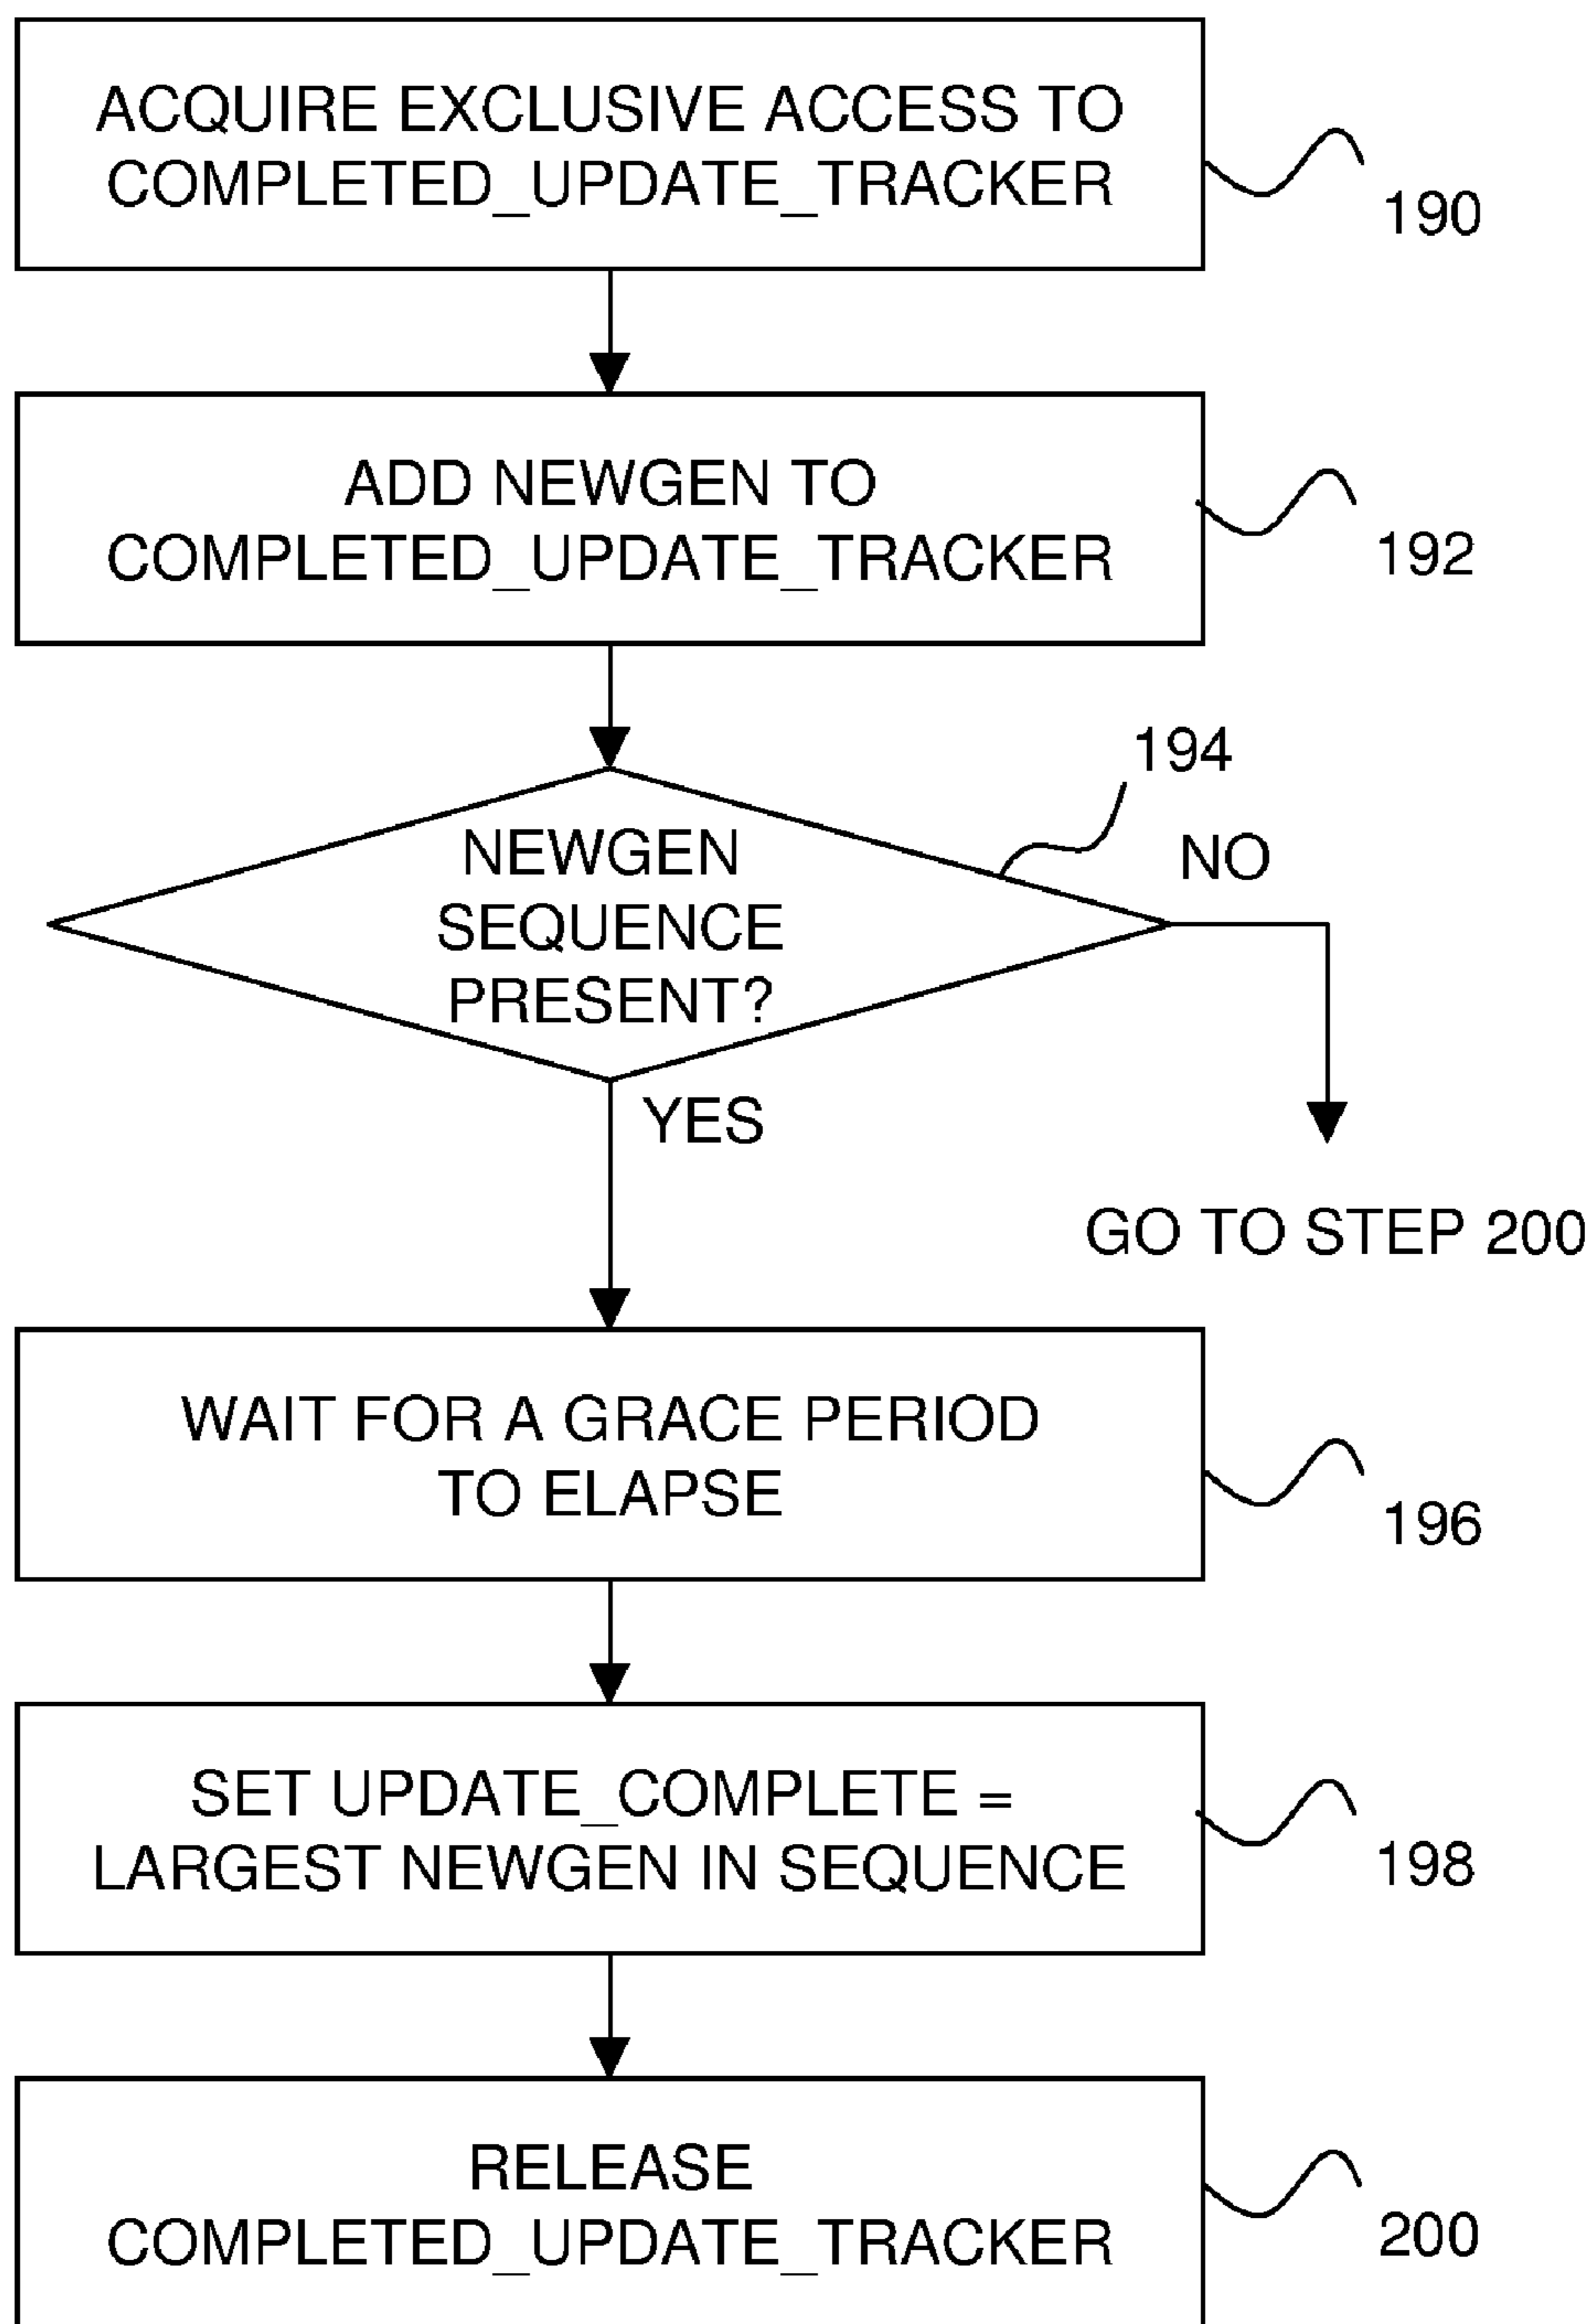 ACQUIRE EXCLUSIVE ACCESS TO
COMPLETED_UPDATE_TRACKER
190
ADD NEWGEN TO
COMPLETED_UPDATE_TRACKER
192
194
NEWGEN
SEQUENCE
PRESENT?
NO
YES
GO TO STEP 200
WAIT FOR A GRACE PERIOD
TO ELAPSE
196
SET UPDATE_COMPLETE =
LARGEST NEWGEN IN SEQUENCE
198
RELEASE
COMPLETED_UPDATE_TRACKER
200